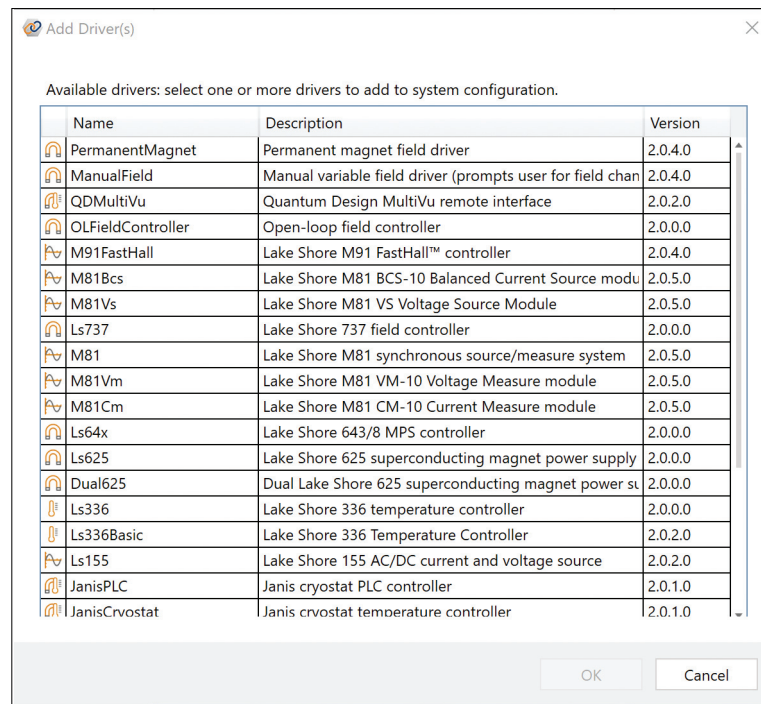 Add Driver(s)
Available drivers: select one or more drivers to add to system configuration.
Name Description Version
PermanentMagnet Permanent magnet field driver 2.0.4.0
ManualField Manual variable field driver (prompts user for field chan 2.0.4.0
QDMultiVu Quantum Design MultiVu remote interface 2.0.2.0
OLFieldController Open-loop field controller 2.0.0.0
M91FastHall Lake Shore M91 FastHall™ controller 2.0.4.0
M81Bcs Lake Shore M81 BCS-10 Balanced Current Source modu 2.0.5.0
M81Vs Lake Shore M81 VS Voltage Source Module 2.0.5.0
Ls737 Lake Shore 737 field controller 2.0.0.0
M81 Lake Shore M81 synchronous source/measure system 2.0.5.0
M81Vm Lake Shore M81 VM-10 Voltage Measure module 2.0.5.0
M81Cm Lake Shore M81 CM-10 Current Measure module 2.0.5.0
Ls64x Lake Shore 643/8 MPS controller 2.0.0.0
Ls625 Lake Shore 625 superconducting magnet power supply 2.0.0.0
Dual625 Dual Lake Shore 625 superconducting magnet power su 2.0.0.0
Ls336 Lake Shore 336 temperature controller 2.0.0.0
Ls336Basic Lake Shore 336 Temperature Controller 2.0.2.0
Ls155 Lake Shore 155 AC/DC current and voltage source 2.0.2.0
JanisPLC Janis cryostat PLC controller 2.0.1.0
JanisCryostat Janis cryostat temperature controller 2.0.1.0
OK Cancel